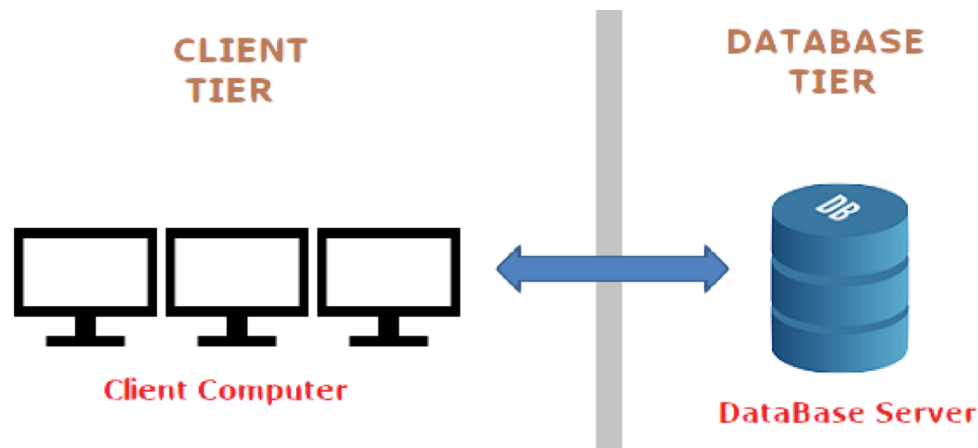 CLIENT
TIER
DATABASE
TIER
DB
Client Computer
DataBase Server